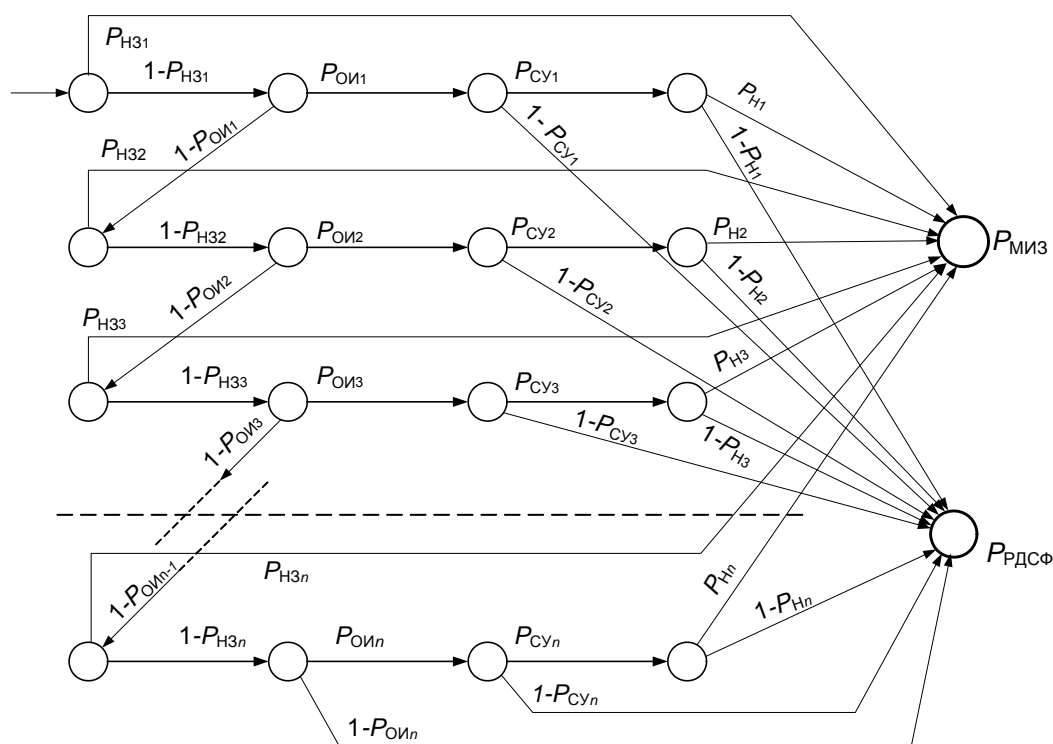 PНЗ1
1-PНЗ1
PОИ1
PСУ1
PН1
1-PОИ1
1-PСУ1
1-PН1
PНЗ2
1-PНЗ2
PОИ2
PСУ2
PН2
PМИЗ
1-PОИ2
1-PСУ2
1-PН2
PНЗ3
1-PНЗ3
PОИ3
PСУ3
PН3
1-PОИ3
1-PСУ3
1-PН3
PРДСФ
PНЗn
1-PОИn-1
PНn
1-PНn
1-PНЗn
PОИn
PСУn
1-PСУn
1-PОИn